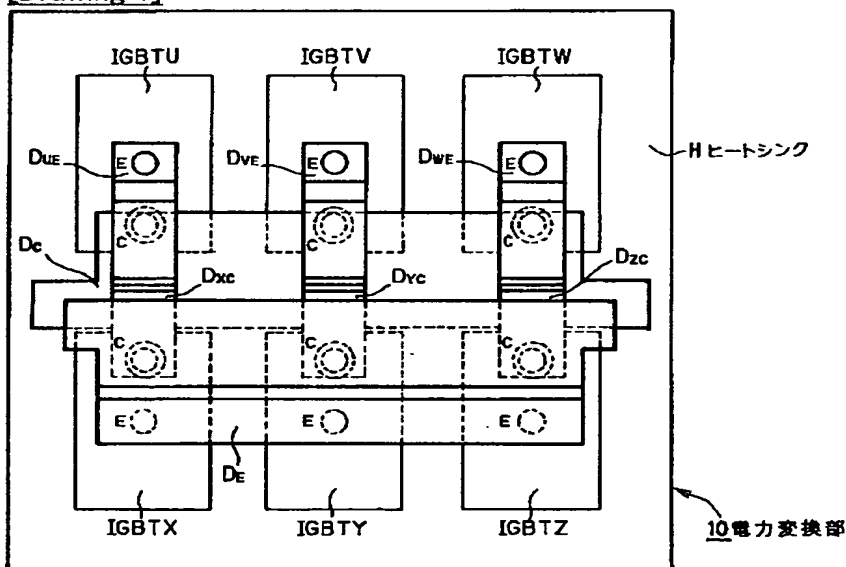 IGBTU IGBTV IGBTW
DUE E DVE E DWE E
H ヒートシンク
C C C
DC
DXC DYC DZC
C C C
E E E
DE
IGBTX IGBTY IGBTZ
10電力変換部